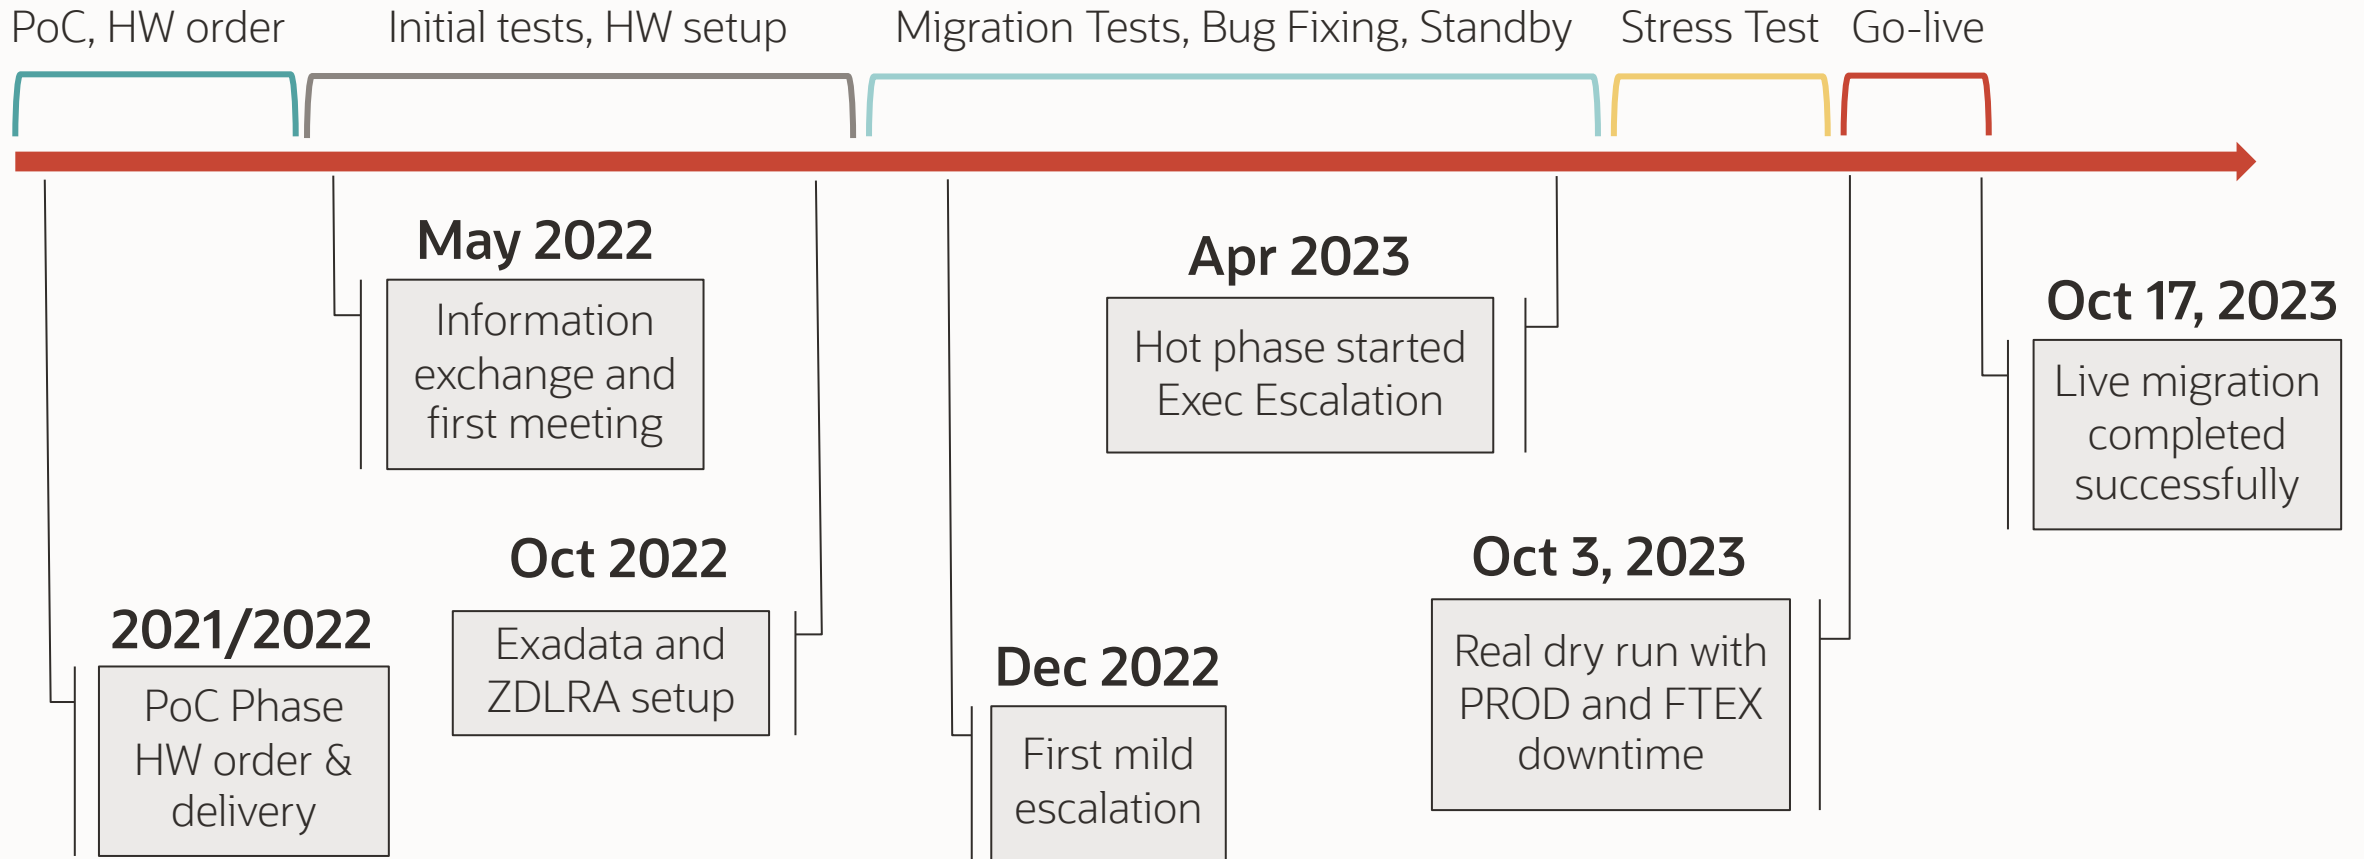 PoC, HW order
Initial tests, HW setup
Migration Tests, Bug Fixing, Standby
Stress Test
Go-live
2021/2022
PoC Phase
HW order &
delivery
May 2022
Information
exchange and
first meeting
Oct 2022
Exadata and
ZDLRA setup
Dec 2022
First mild
escalation
Apr 2023
Hot phase started
Exec Escalation
Oct 3, 2023
Real dry run with
PROD and FTEX
downtime
Oct 17, 2023
Live migration
completed
successfully